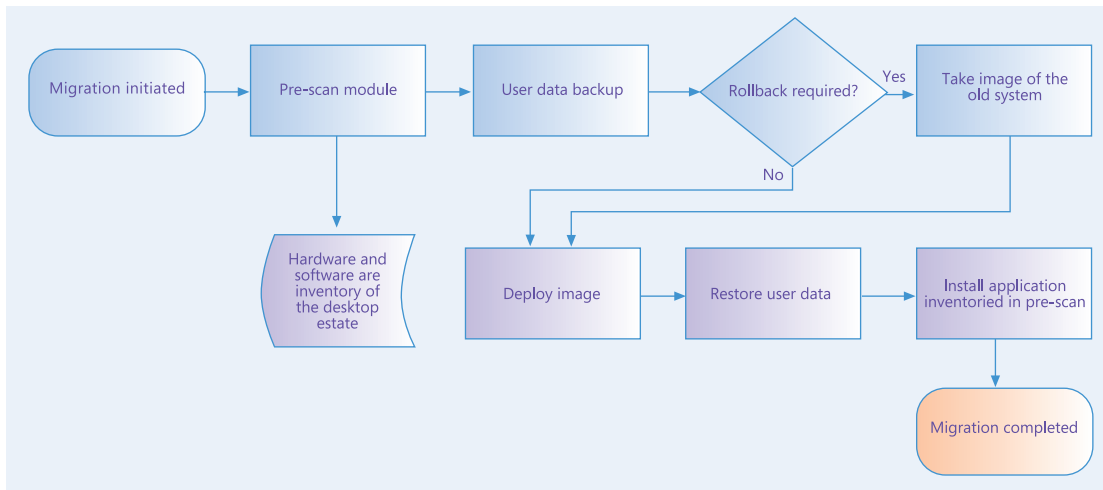 Migration initiated
Pre-scan module
User data backup
Rollback required?
Yes
Take image of the
old system
No
Hardware and
software are
inventory of
the desktop
estate
Deploy image
Restore user data
Install application
inventoried in pre-scan
Migration completed